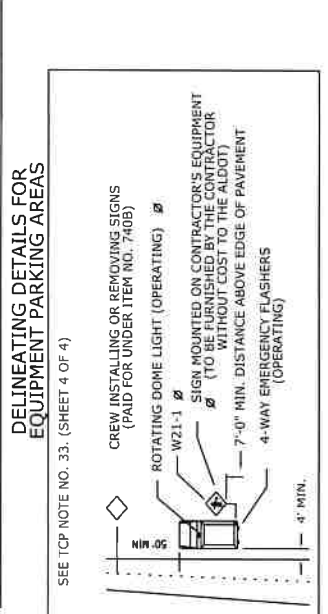 DELINEATING DETAILS FOR
EQUIPMENT PARKING AREAS
SEE TCP NOTE NO. 33. (SHEET 4 OF 4)
CREW INSTALLING OR REMOVING SIGNS
(PAID FOR UNDER ITEM NO. 740B)
ROTATING DOME LIGHT (OPERATING) Ø
W21-1 Ø
SIGN MOUNTED ON CONTRACTOR'S EQUIPMENT
Ø (TO BE FURNISHED BY THE CONTRACTOR
WITHOUT COST TO THE ALDOT)
7'-0" MIN. DISTANCE ABOVE EDGE OF PAVEMENT
4-WAY EMERGENCY FLASHERS
(OPERATING)
50' MIN
4' MIN.